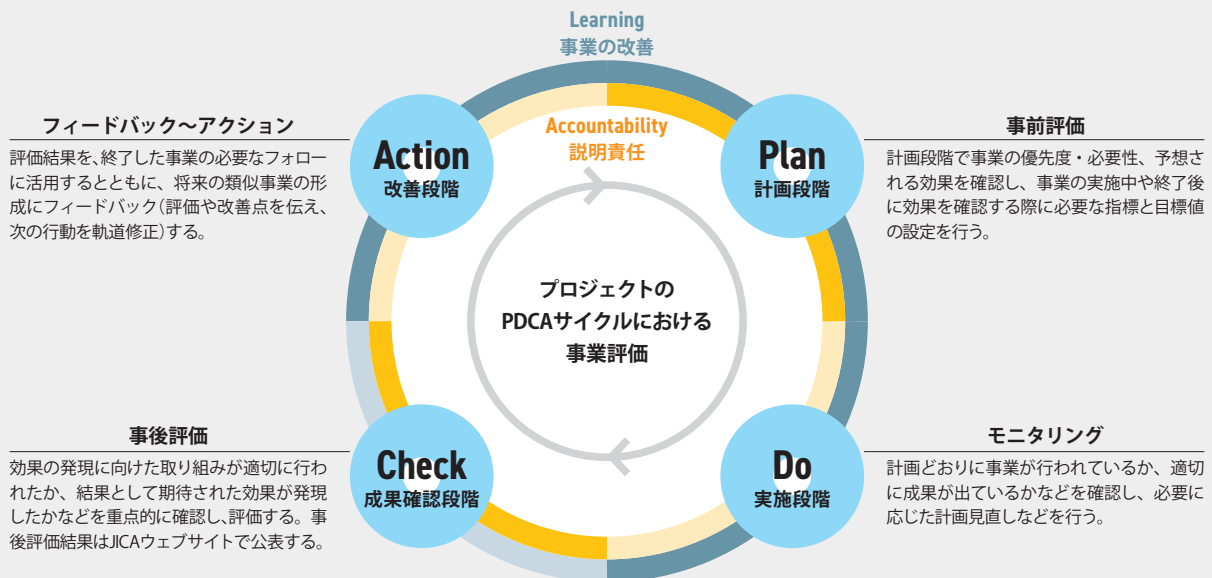 Learning
事業の改善
Accountability
説明責任
フィードバック～アクション
評価結果を、終了した事業の必要なフォロー
に活用するとともに、将来の類似事業の形
成にフィードバック（評価や改善点を伝え、
次の行動を軌道修正）する。
Action
改善段階
Plan
計画段階
事前評価
計画段階で事業の優先度・必要性、予想さ
れる効果を確認し、事業の実施中や終了後
に効果を確認する際に必要な指標と目標値
の設定を行う。
プロジェクトの
PDCAサイクルにおける
事業評価
事後評価
効果の発現に向けた取り組みが適切に行わ
れたか、結果として期待された効果が発現
したかなどを重点的に確認し、評価する。事
後評価結果はJICAウェブサイトで公表する。
Check
成果確認段階
Do
実施段階
モニタリング
計画どおりに事業が行われているか、適切
に成果が出ているかなどを確認し、必要に
応じた計画見直しなどを行う。